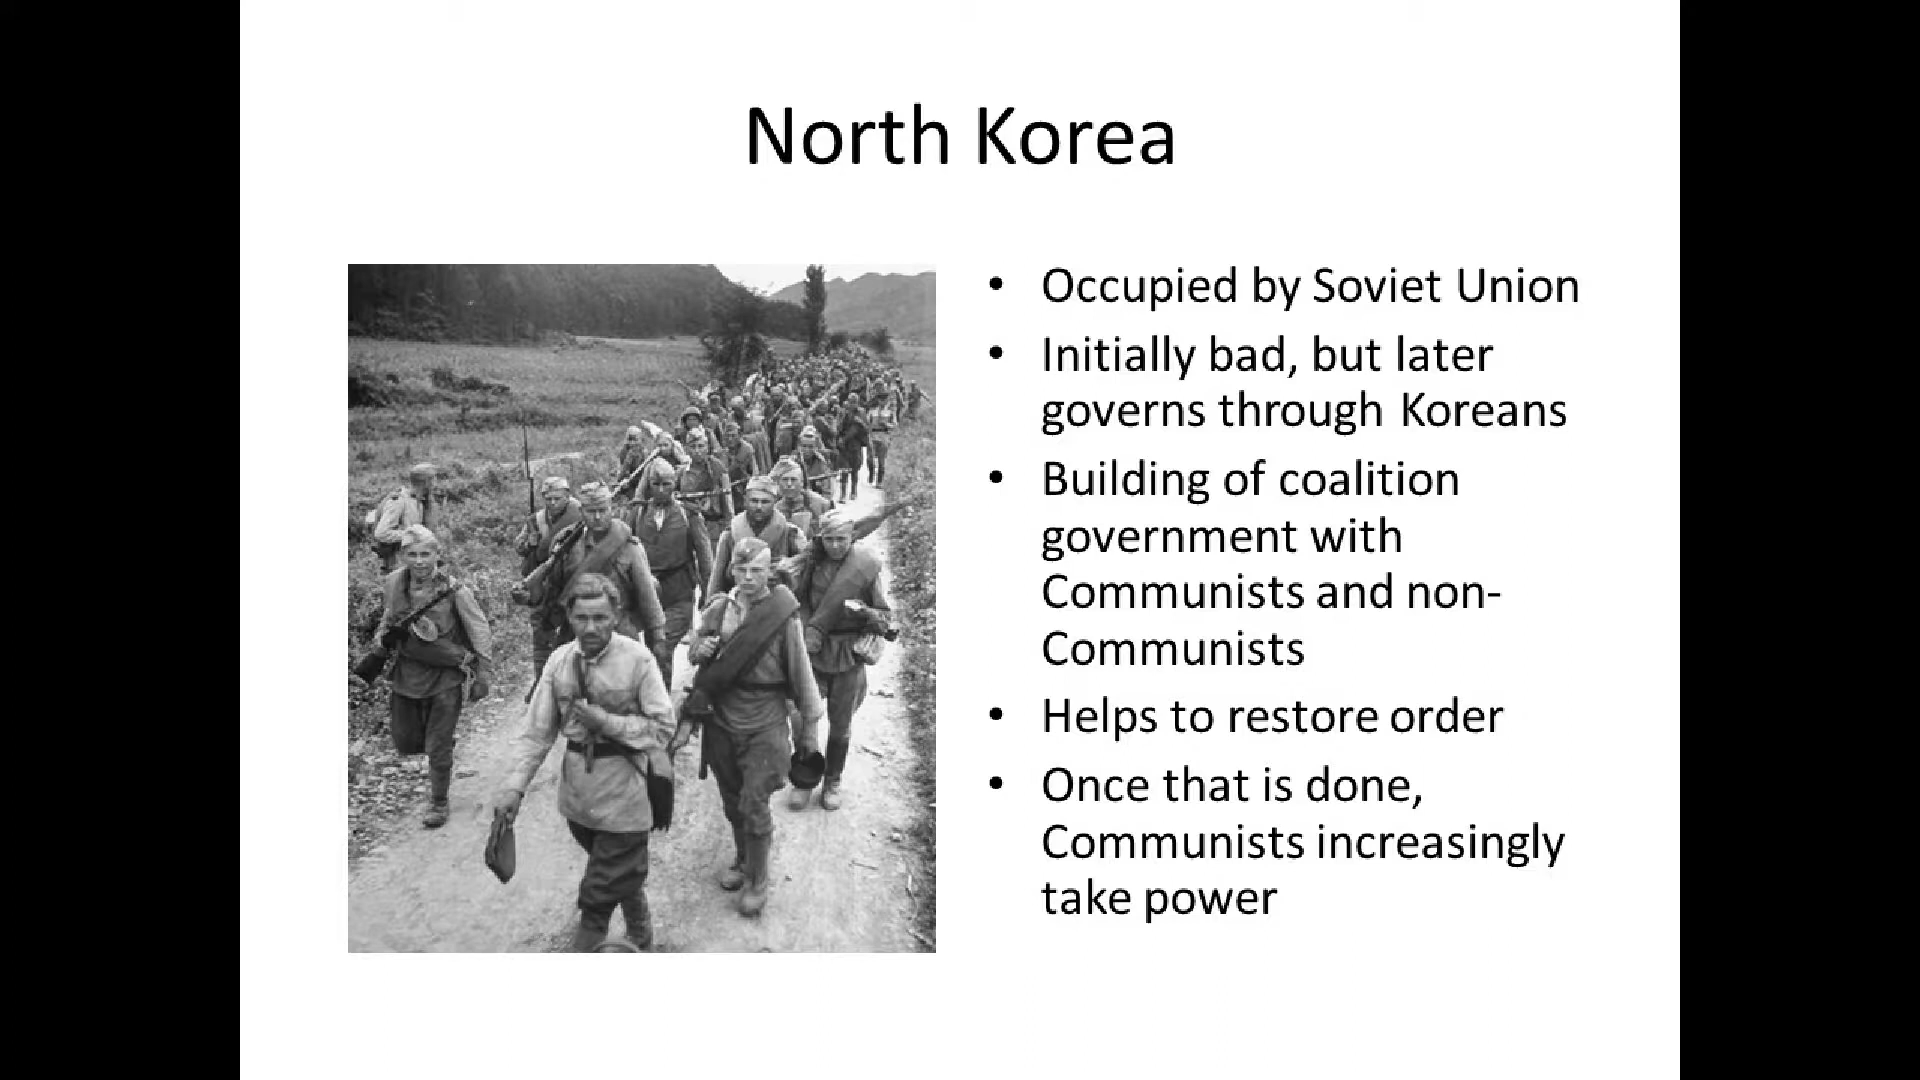 North Korea
• Occupied by Soviet Union
• Initially bad, but later
governs through Koreans
• Building of coalition
government with
Communists and non-
Communists
• Helps to restore order
• Once that is done,
Communists increasingly
take power